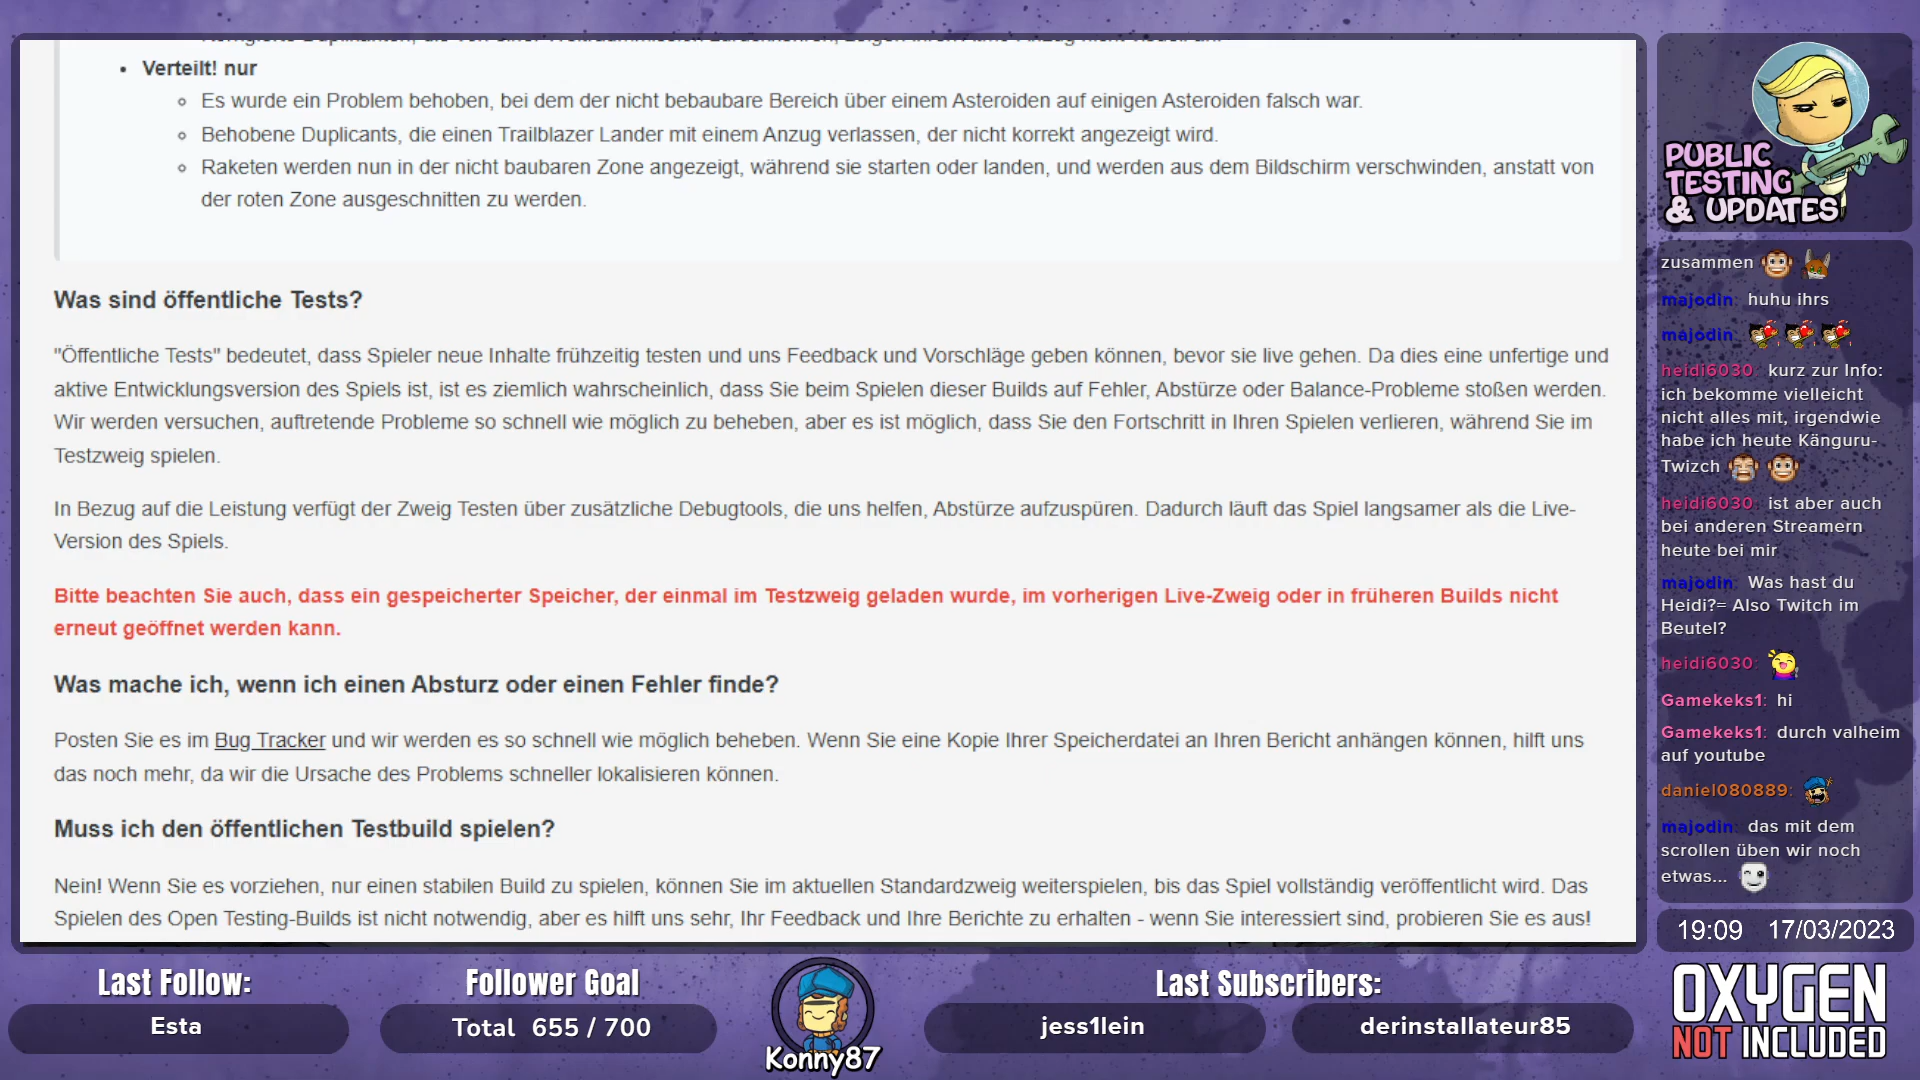 Verteilt! nur
Es wurde ein Problem behoben, bei dem der nicht bebaubare Bereich über einem Asteroiden auf einigen Asteroiden falsch war.
Behobene Duplicants, die einen Trailblazer Lander mit einem Anzug verlassen, der nicht korrekt angezeigt wird.
Raketen werden nun in der nicht baubaren Zone angezeigt, während sie starten oder landen, und werden aus dem Bildschirm verschwinden, anstatt von
der roten Zone ausgeschnitten zu werden.
Was sind öffentliche Tests?
"Öffentliche Tests" bedeutet, dass Spieler neue Inhalte frühzeitig testen und uns Feedback und Vorschläge geben können, bevor sie live gehen. Da dies eine unfertige und
aktive Entwicklungsversion des Spiels ist, ist es ziemlich wahrscheinlich, dass Sie beim Spielen dieser Builds auf Fehler, Abstürze oder Balance-Probleme stoßen werden.
Wir werden versuchen, auftretende Probleme so schnell wie möglich zu beheben, aber es ist möglich, dass Sie den Fortschritt in Ihren Spielen verlieren, während Sie im
Testzweig spielen.
In Bezug auf die Leistung verfügt der Zweig Testen über zusätzliche Debugtools, die uns helfen, Abstürze aufzuspüren. Dadurch läuft das Spiel langsamer als die Live-
Version des Spiels.
Bitte beachten Sie auch, dass ein gespeicherter Speicher, der einmal im Testzweig geladen wurde, im vorherigen Live-Zweig oder in früheren Builds nicht
erneut geöffnet werden kann.
Was mache ich, wenn ich einen Absturz oder einen Fehler finde?
Posten Sie es im Bug Tracker und wir werden es so schnell wie möglich beheben. Wenn Sie eine Kopie Ihrer Speicherdatei an Ihren Bericht anhängen können, hilft uns
das noch mehr, da wir die Ursache des Problems schneller lokalisieren können.
Muss ich den öffentlichen Testbuild spielen?
Nein! Wenn Sie es vorziehen, nur einen stabilen Build zu spielen, können Sie im aktuellen Standardzweig weiterspielen, bis das Spiel vollständig veröffentlicht wird. Das
Spielen des Open Testing-Builds ist nicht notwendig, aber es hilft uns sehr, Ihr Feedback und Ihre Berichte zu erhalten - wenn Sie interessiert sind, probieren Sie es aus!
PUBLIC
TESTING
& UPDATES
zusammen
majodin: huhu ihrs
majodin:
heidi6030: kurz zur Info:
ich bekomme vielleicht
nicht alles mit, irgendwie
habe ich heute Känguru-
Twizch
heidi6030: ist aber auch
bei anderen Streamern
heute bei mir
majodin: Was hast du
Heidi?= Also Twitch im
Beutel?
heidi6030:
Gamekeks1: hi
Gamekeks1: durch valheim
auf youtube
daniel080889:
majodin: das mit dem
scrollen üben wir noch
etwas...
19:09 17/03/2023
Last Follow:
Esta
Follower Goal
Total 655 / 700
Konny87
Last Subscribers:
jess1lein
derinstallateur85
OXYGEN
NOT INCLUDED